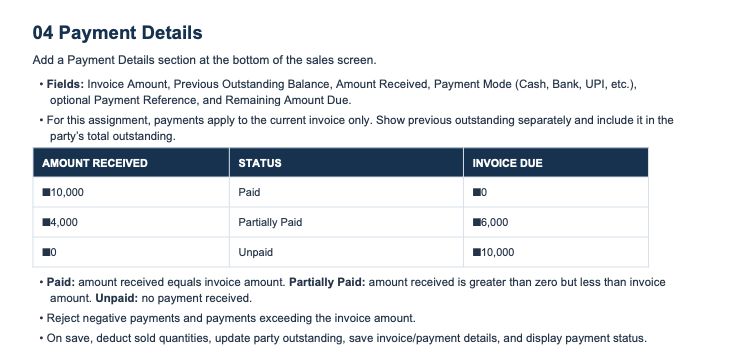 04 Payment Details
Add a Payment Details section at the bottom of the sales screen.
• Fields: Invoice Amount, Previous Outstanding Balance, Amount Received, Payment Mode (Cash, Bank, UPI, etc.),
optional Payment Reference, and Remaining Amount Due.
• For this assignment, payments apply to the current invoice only. Show previous outstanding separately and include it in the
party's total outstanding.
AMOUNT RECEIVED STATUS INVOICE DUE
■10,000 Paid ■0
■4,000 Partially Paid ■6,000
■0 Unpaid ■10,000
• Paid: amount received equals invoice amount. Partially Paid: amount received is greater than zero but less than invoice
amount. Unpaid: no payment received.
• Reject negative payments and payments exceeding the invoice amount.
• On save, deduct sold quantities, update party outstanding, save invoice/payment details, and display payment status.